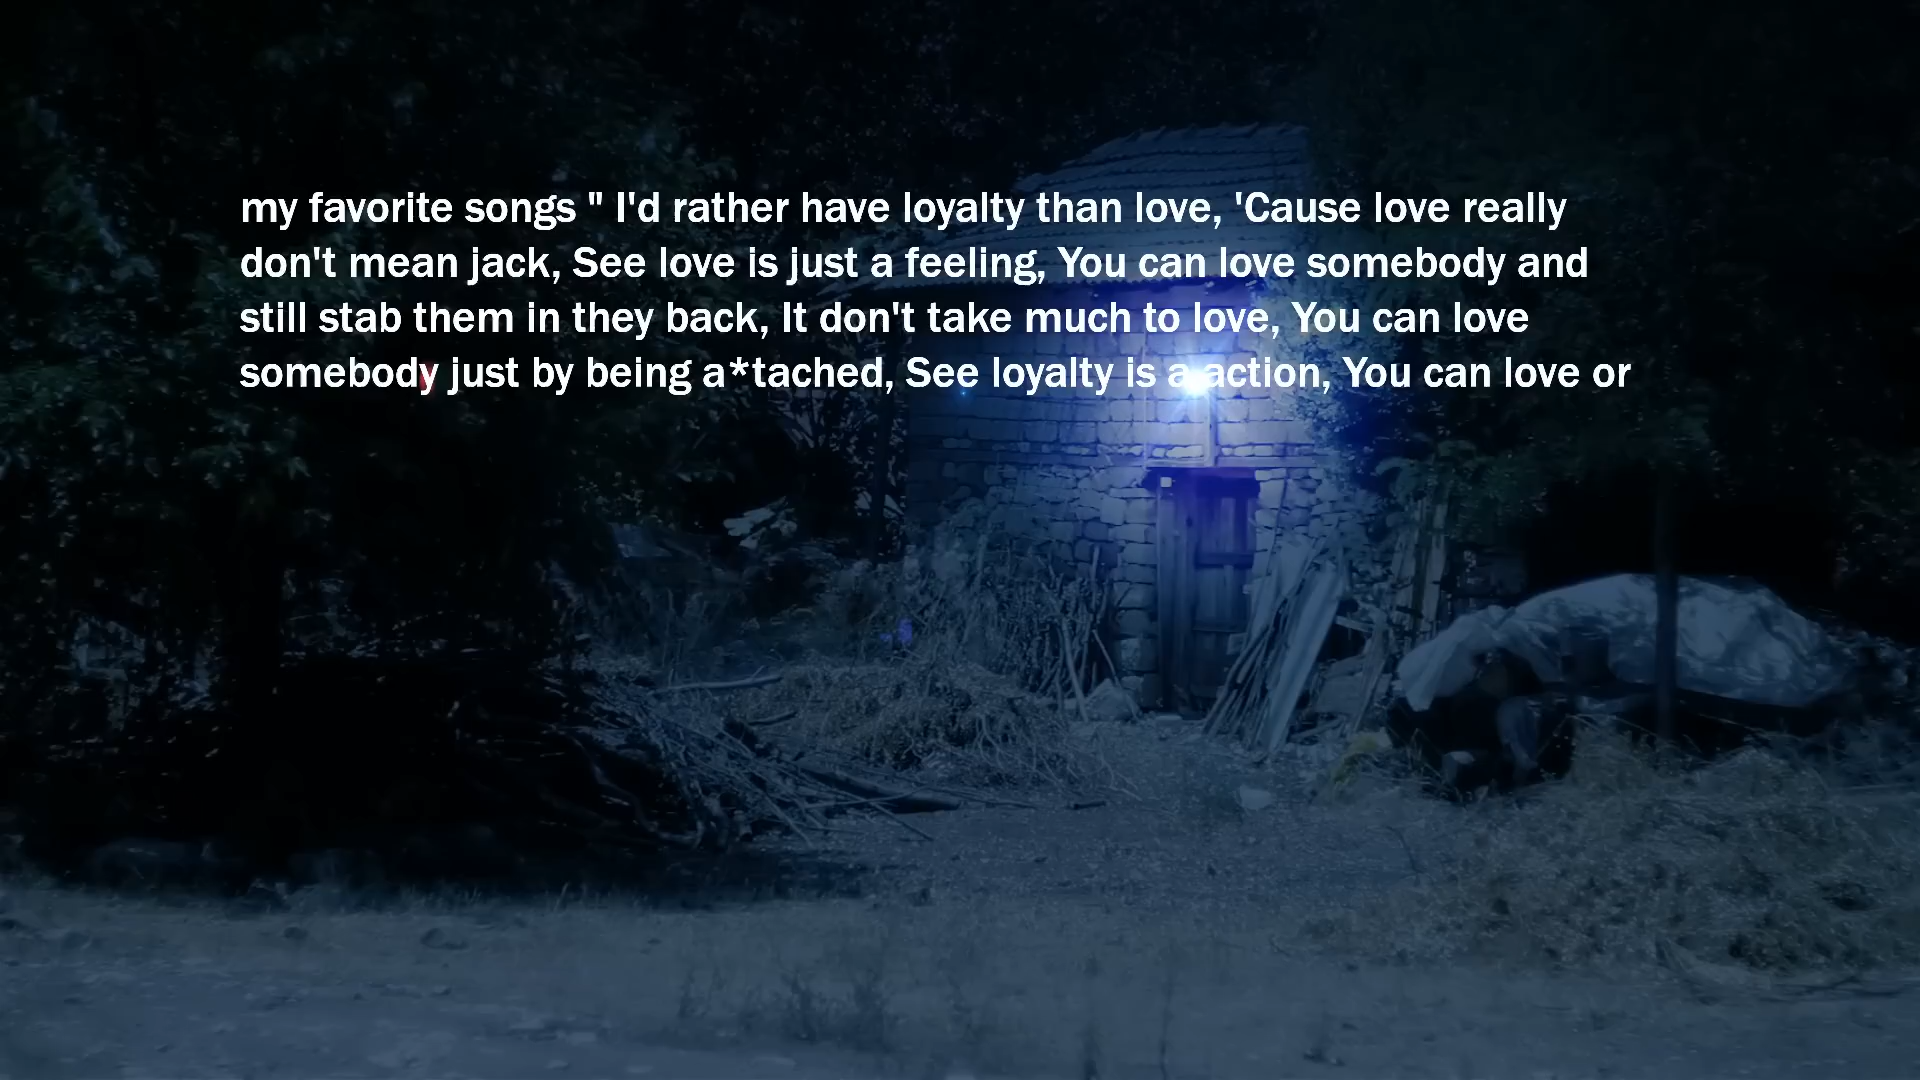 my favorite songs " I'd rather have loyalty than love, 'Cause love really
don't mean jack, See love is just a feeling, You can love somebody and
still stab them in they back, It don't take much to love, You can love
somebody just by being a*tached, See loyalty is a action, You can love or